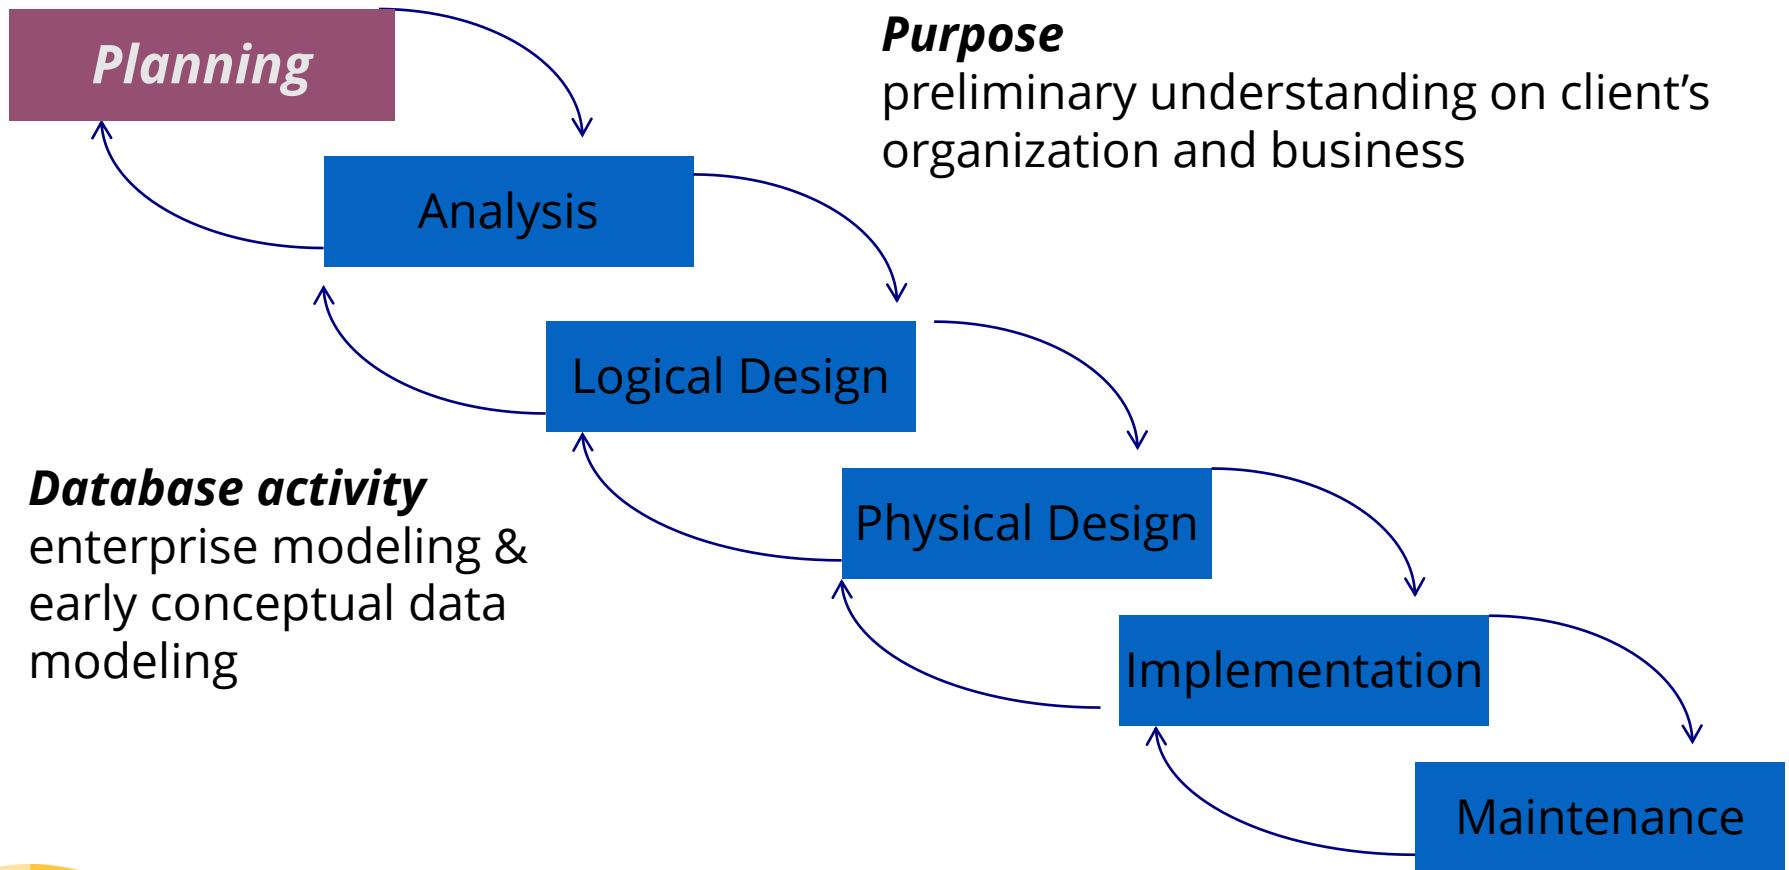 Planning
Purpose
preliminary understanding on client’s
organization and business
Analysis
Logical Design
Database activity
enterprise modeling &
early conceptual data
modeling
Physical Design
Implementation
Maintenance